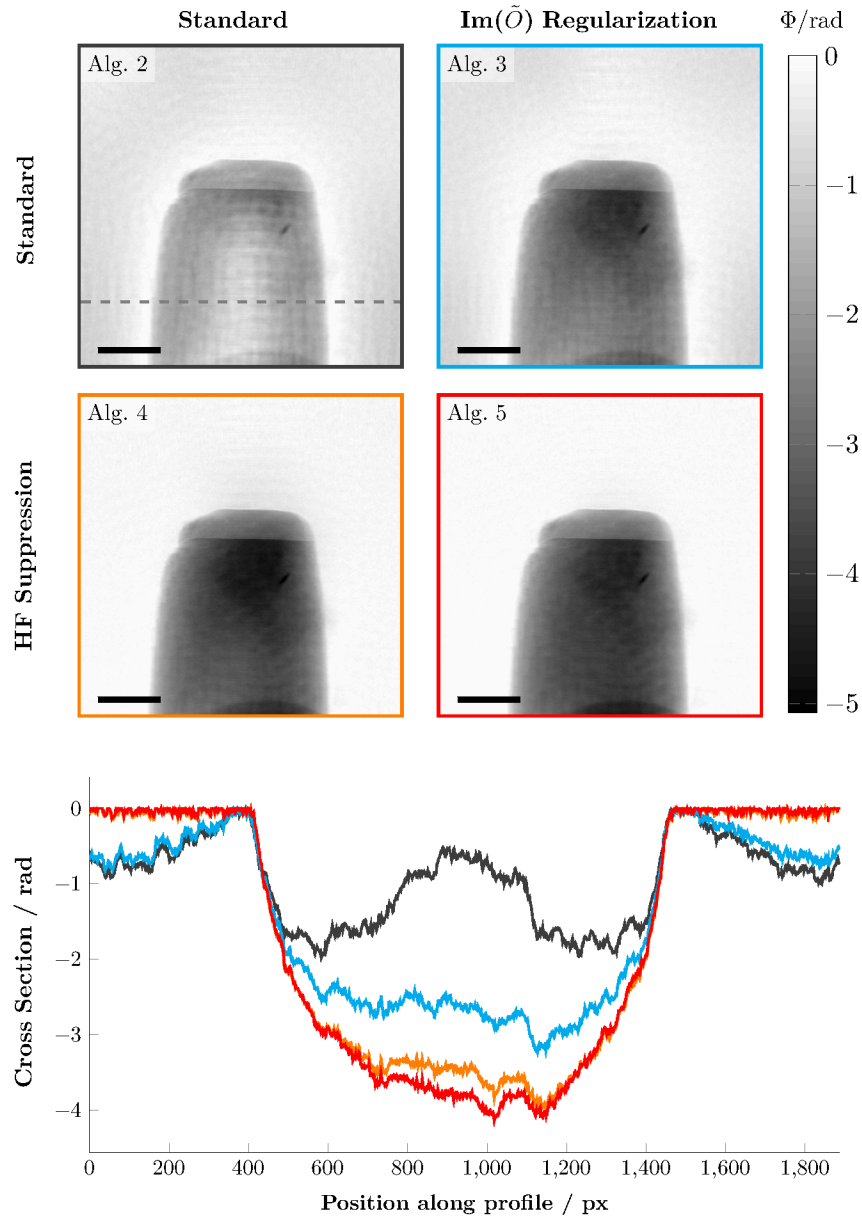 Standard
Im(Õ) Regularization
Φ/rad
Standard
Alg. 2
Alg. 3
0
−1
−2
−3
−4
−5
HF Suppression
Alg. 4
Alg. 5
Cross Section / rad
0
−1
−2
−3
−4
0
200
400
600
800
1,000
1,200
1,400
1,600
1,800
Position along profile / px